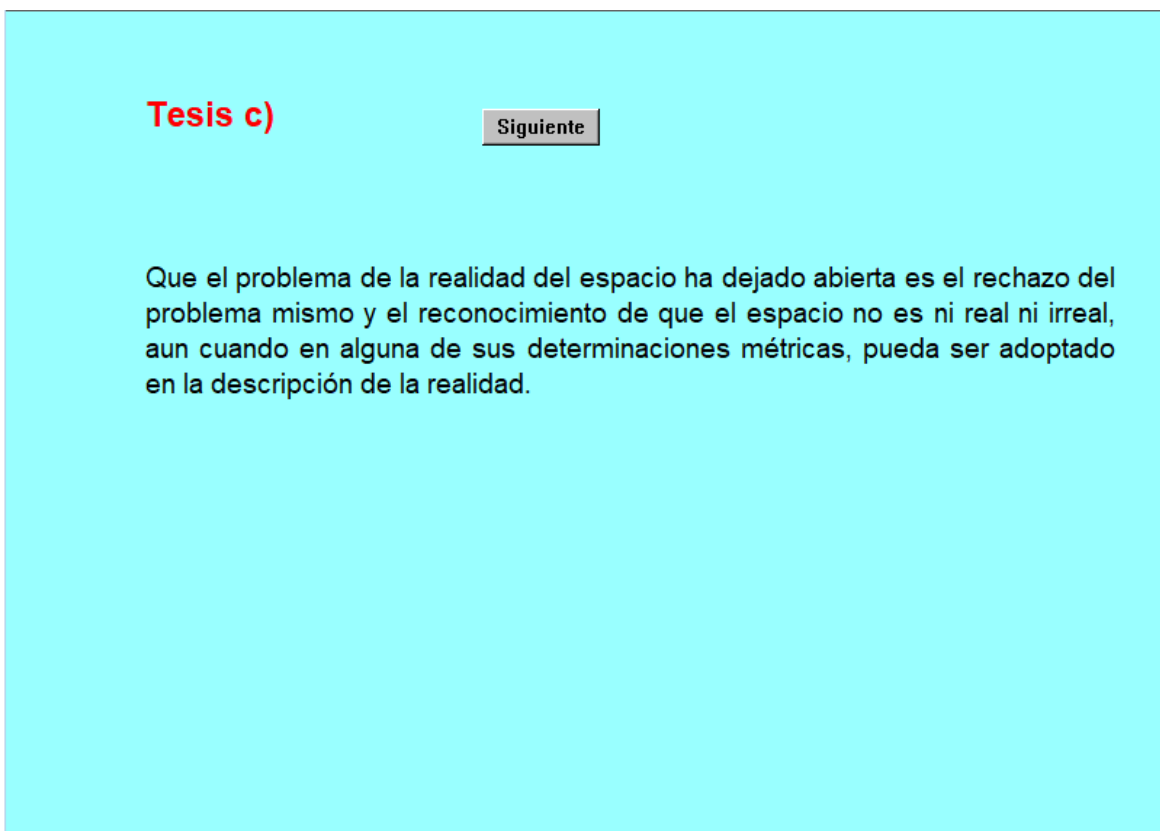 Tesis c)
Siguiente
Que el problema de la realidad del espacio ha dejado abierta es el rechazo del
problema mismo y el reconocimiento de que el espacio no es ni real ni irreal,
aun cuando en alguna de sus determinaciones métricas, pueda ser adoptado
en la descripción de la realidad.